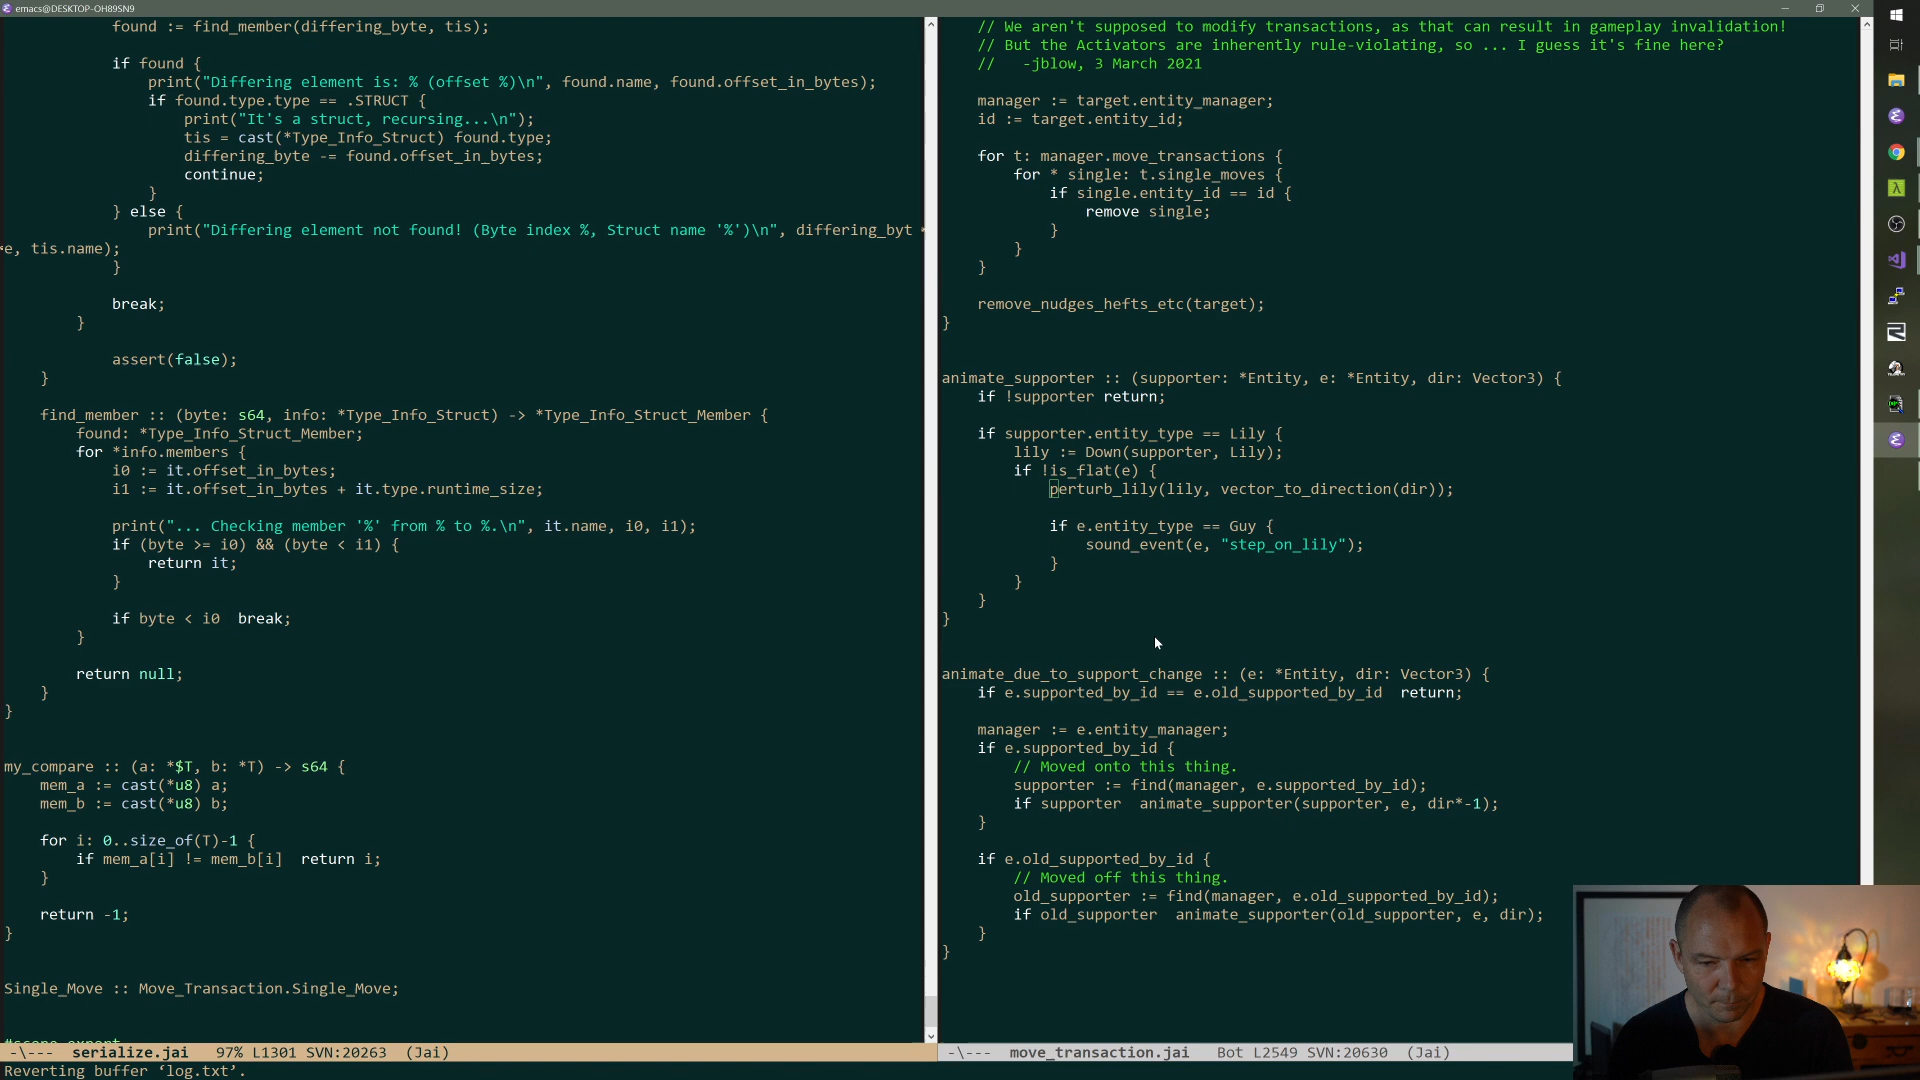 emacs@DESKTOP-OH89SN9
found := find_member(differing_byte, tis);
if found {
print("Differing element is: % (offset %)\n", found.name, found.offset_in_bytes);
if found.type.type == .STRUCT {
print("It's a struct, recursing...\n");
tis = cast(*Type_Info_Struct) found.type;
differing_byte -= found.offset_in_bytes;
continue;
}
} else {
print("Differing element not found! (Byte index %, Struct name '%')\n", differing_byt
e, tis.name);
}
break;
}
assert(false);
}
find_member :: (byte: s64, info: *Type_Info_Struct) -> *Type_Info_Struct_Member {
found: *Type_Info_Struct_Member;
for *info.members {
i0 := it.offset_in_bytes;
i1 := it.offset_in_bytes + it.type.runtime_size;
print("... Checking member '%' from % to %.\n", it.name, i0, i1);
if (byte >= i0) && (byte < i1) {
return it;
}
if byte < i0  break;
}
return null;
}
}
my_compare :: (a: *$T, b: *T) -> s64 {
mem_a := cast(*u8) a;
mem_b := cast(*u8) b;
for i: 0..size_of(T)-1 {
if mem_a[i] != mem_b[i]  return i;
}
return -1;
}
Single_Move :: Move_Transaction.Single_Move;
#scope_export
-\---  serialize.jai   97% L1301 SVN:20263  (Jai)
Reverting buffer ‘log.txt’.
// We aren't supposed to modify transactions, as that can result in gameplay invalidation!
// But the Activators are inherently rule-violating, so ... I guess it's fine here?
//   -jblow, 3 March 2021
manager := target.entity_manager;
id := target.entity_id;
for t: manager.move_transactions {
for * single: t.single_moves {
if single.entity_id == id {
remove single;
}
}
}
remove_nudges_hefts_etc(target);
}
animate_supporter :: (supporter: *Entity, e: *Entity, dir: Vector3) {
if !supporter return;
if supporter.entity_type == Lily {
lily := Down(supporter, Lily);
if !is_flat(e) {
perturb_lily(lily, vector_to_direction(dir));
if e.entity_type == Guy {
sound_event(e, "step_on_lily");
}
}
}
}
animate_due_to_support_change :: (e: *Entity, dir: Vector3) {
if e.supported_by_id == e.old_supported_by_id  return;
manager := e.entity_manager;
if e.supported_by_id {
// Moved onto this thing.
supporter := find(manager, e.supported_by_id);
if supporter  animate_supporter(supporter, e, dir*-1);
}
if e.old_supported_by_id {
// Moved off this thing.
old_supporter := find(manager, e.old_supported_by_id);
if old_supporter  animate_supporter(old_supporter, e, dir);
}
}
-\---  move_transaction.jai   Bot L2549 SVN:20630  (Jai)